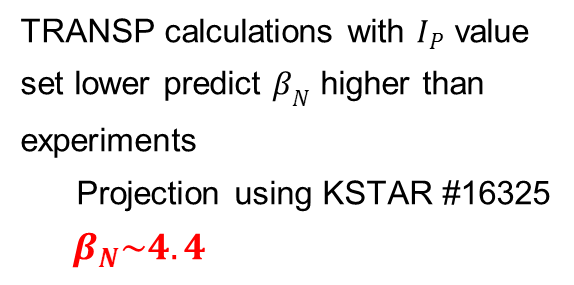 TRANSP calculations with I_P value
set lower predict β_N higher than
experiments
Projection using KSTAR #16325
β_N~4.4